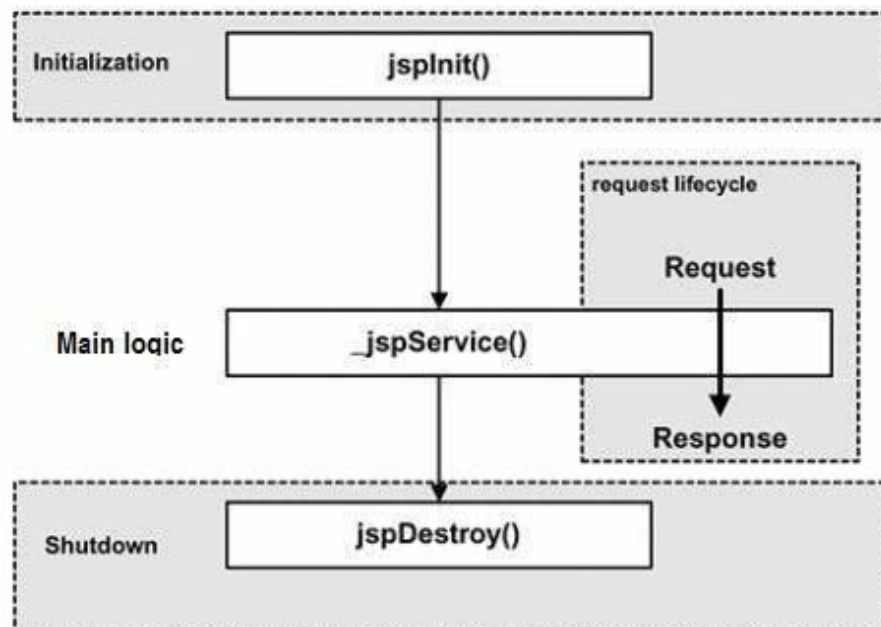 Initialization
jspInit()
request lifecycle
Request
Main logic
_jspService()
Response
Shutdown
jspDestroy()